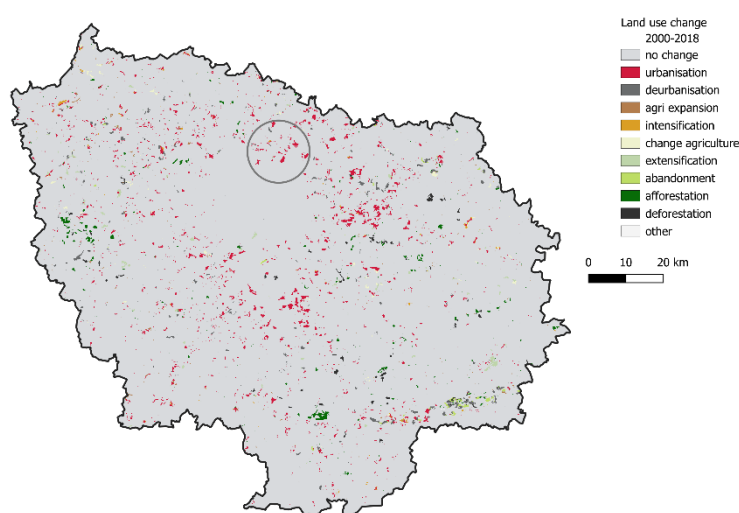 Land use change
2000-2018
no change
urbanisation
deurbanisation
agri expansion
intensification
change agriculture
extensification
abandonment
afforestation
deforestation
other
0 10 20 km